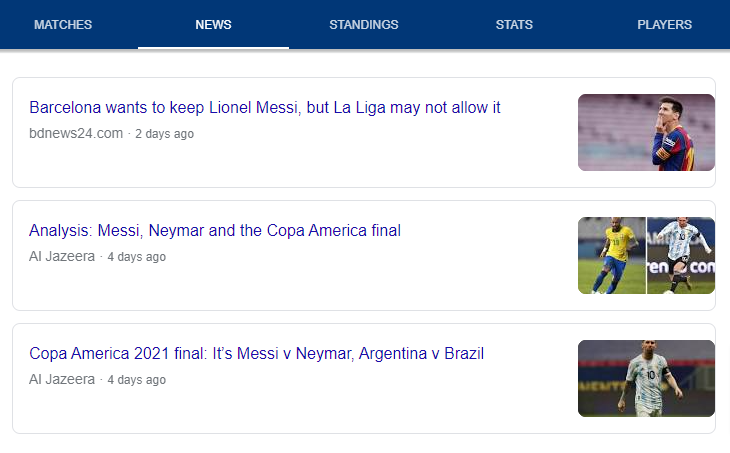 MATCHES
NEWS
STANDINGS
STATS
PLAYERS
Barcelona wants to keep Lionel Messi, but La Liga may not allow it
bdnews24.com · 2 days ago
Analysis: Messi, Neymar and the Copa America final
Al Jazeera · 4 days ago
Copa America 2021 final: It’s Messi v Neymar, Argentina v Brazil
Al Jazeera · 4 days ago